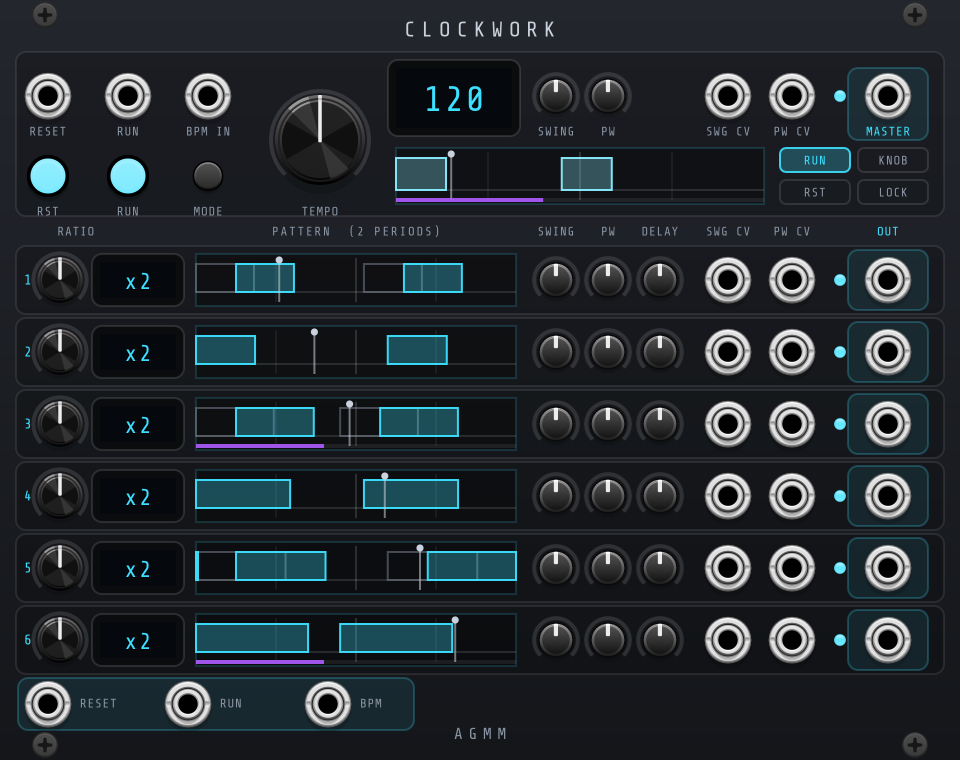 CLOCKWORK
120
RESET RUN BPM IN SWING PW SWG CV PW CV MASTER
RUN KNOB
RST LOCK
RST RUN MODE TEMPO
RATIO PATTERN (2 PERIODS) SWING PW DELAY SWG CV PW CV OUT
1 x2
2 x2
3 x2
4 x2
5 x2
6 x2
RESET RUN BPM
AGMM